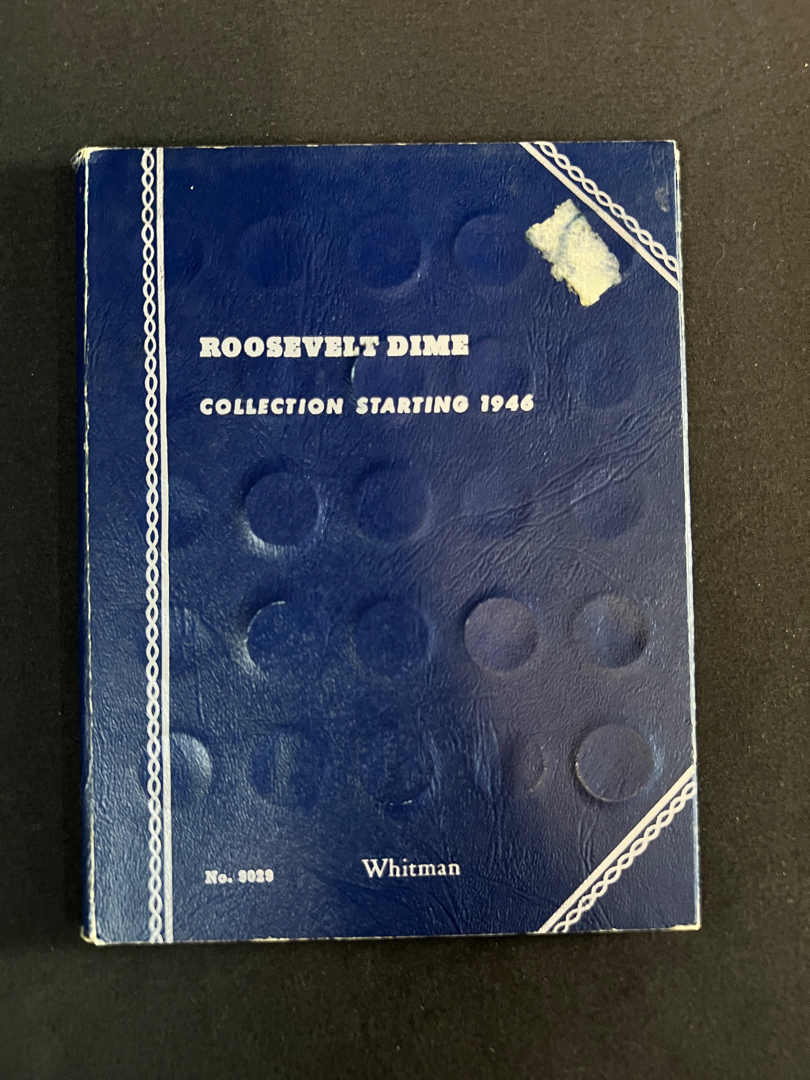 ROOSEVELT DIME
COLLECTION STARTING 1946
No. 9029
Whitman